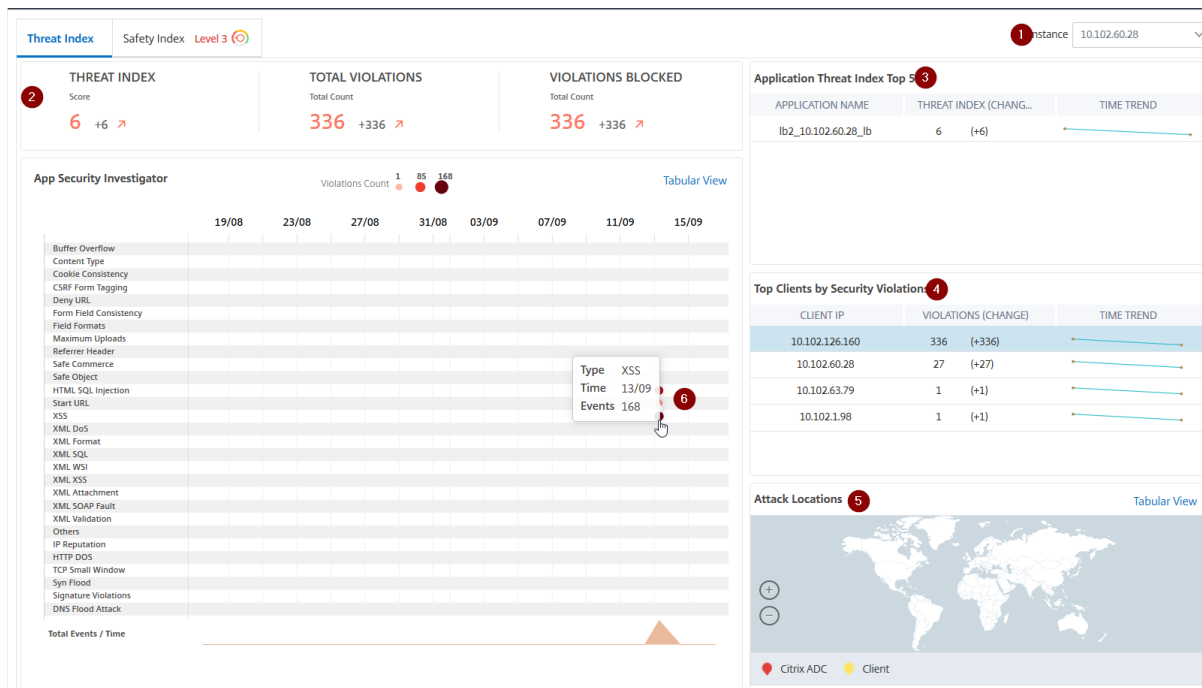 Threat Index
Safety Index Level 3
1 nstance 10.102.60.28
2
THREAT INDEX
Score
6 +6
TOTAL VIOLATIONS
Total Count
336 +336
VIOLATIONS BLOCKED
Total Count
336 +336
Application Threat Index Top 5 3
APPLICATION NAME THREAT INDEX (CHANG... TIME TREND
lb2_10.102.60.28_lb 6 (+6)
App Security Investigator
Violations Count 1 85 168
Tabular View
19/08 23/08 27/08 31/08 03/09 07/09 11/09 15/09
Buffer Overflow
Content Type
Cookie Consistency
CSRF Form Tagging
Deny URL
Form Field Consistency
Field Formats
Maximum Uploads
Referrer Header
Safe Commerce
Safe Object
HTML SQL Injection
Start URL
XSS
XML DoS
XML Format
XML SQL
XML WSI
XML XSS
XML Attachment
XML SOAP Fault
XML Validation
Others
IP Reputation
HTTP DOS
TCP Small Window
Syn Flood
Signature Violations
DNS Flood Attack
Total Events / Time
Type XSS
Time 13/09
Events 168
6
Top Clients by Security Violations 4
CLIENT IP VIOLATIONS (CHANGE) TIME TREND
10.102.126.160 336 (+336)
10.102.60.28 27 (+27)
10.102.63.79 1 (+1)
10.102.1.98 1 (+1)
Attack Locations 5
Tabular View
+
−
Citrix ADC Client